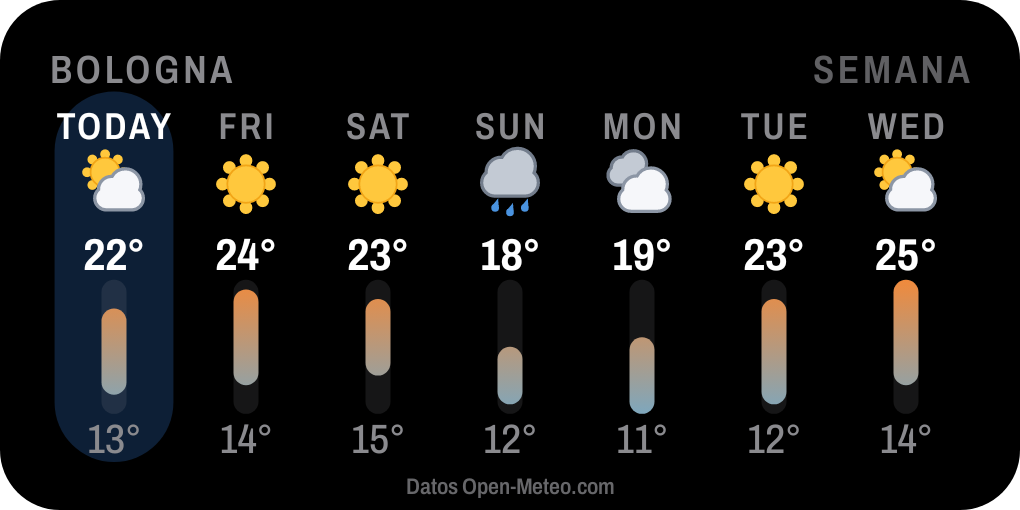 BOLOGNA SEMANA
TODAY FRI SAT SUN MON TUE WED
22° 24° 23° 18° 19° 23° 25°
13° 14° 15° 12° 11° 12° 14°
Datos Open-Meteo.com